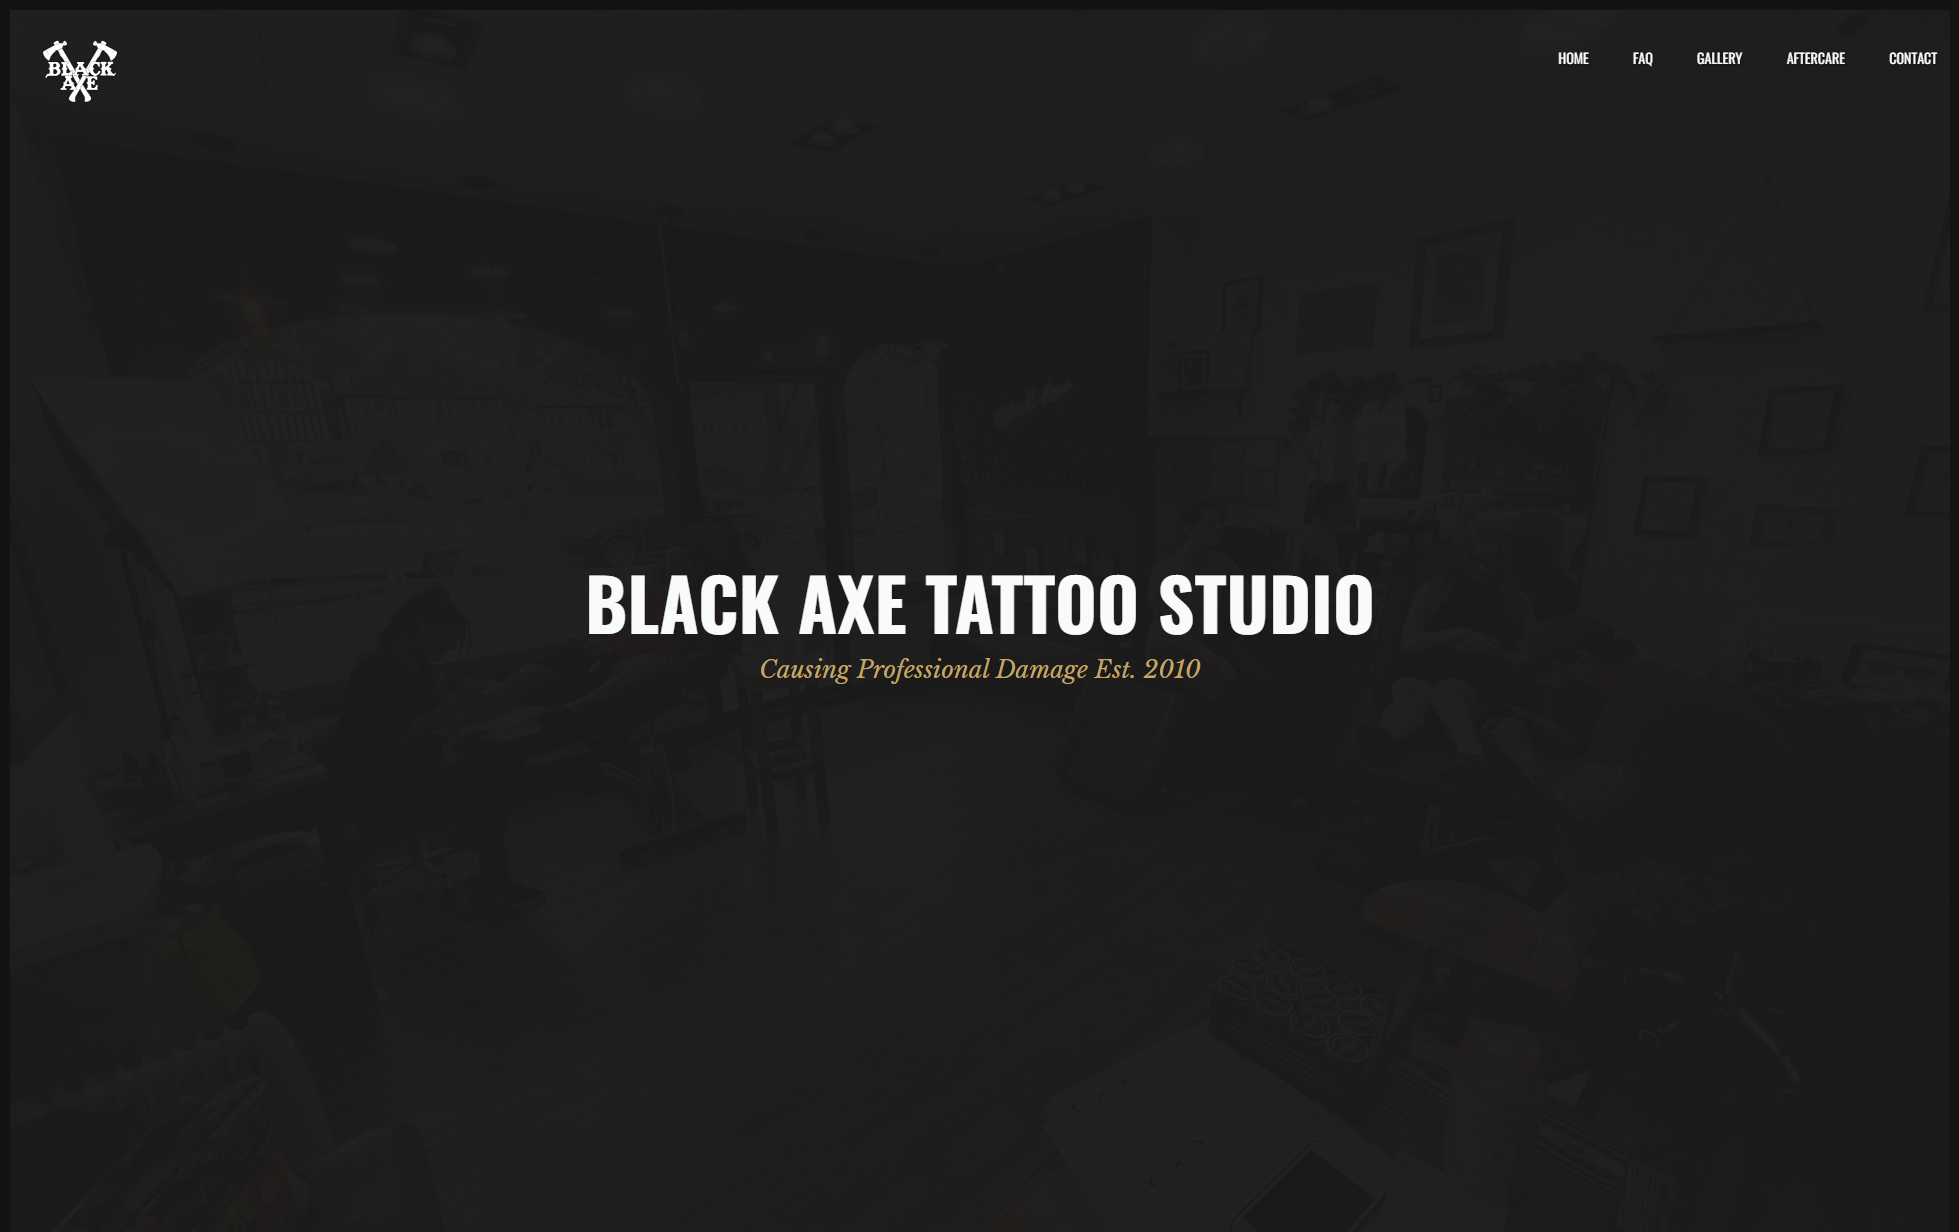 BLACK
AXE
HOME
FAQ
GALLERY
AFTERCARE
CONTACT
BLACK AXE TATTOO STUDIO
Causing Professional Damage Est. 2010